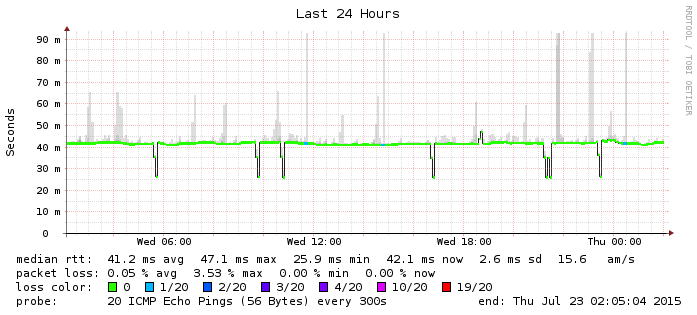 Last 24 Hours
RRDTOOL / TOBI OETIKER
Seconds
90 m
80 m
70 m
60 m
50 m
40 m
30 m
20 m
10 m
0
Wed 06:00 Wed 12:00 Wed 18:00 Thu 00:00
median rtt: 41.2 ms avg 47.1 ms max 25.9 ms min 42.1 ms now 2.6 ms sd 15.6 am/s
packet loss: 0.05 % avg 3.53 % max 0.00 % min 0.00 % now
loss color: 0 1/20 2/20 3/20 4/20 10/20 19/20
probe: 20 ICMP Echo Pings (56 Bytes) every 300s end: Thu Jul 23 02:05:04 2015